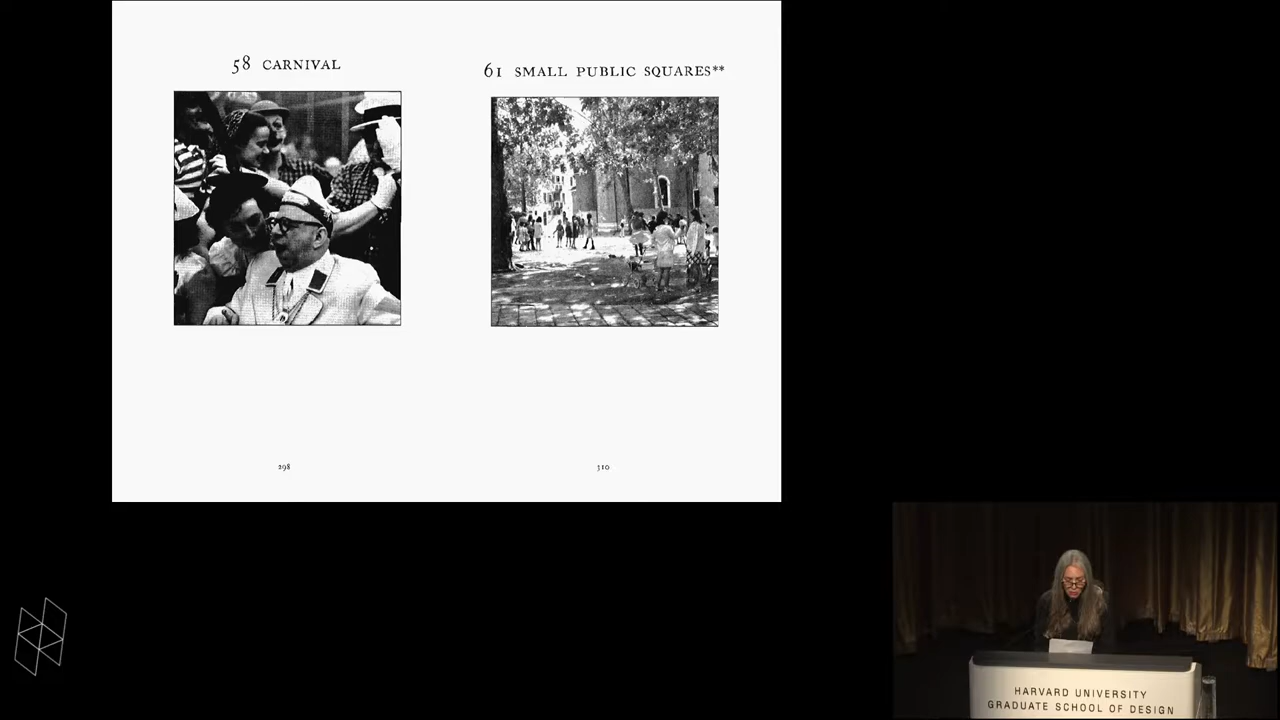 58 CARNIVAL
61 SMALL PUBLIC SQUARES**
298
310
HARVARD UNIVERSITY
GRADUATE SCHOOL OF DESIGN